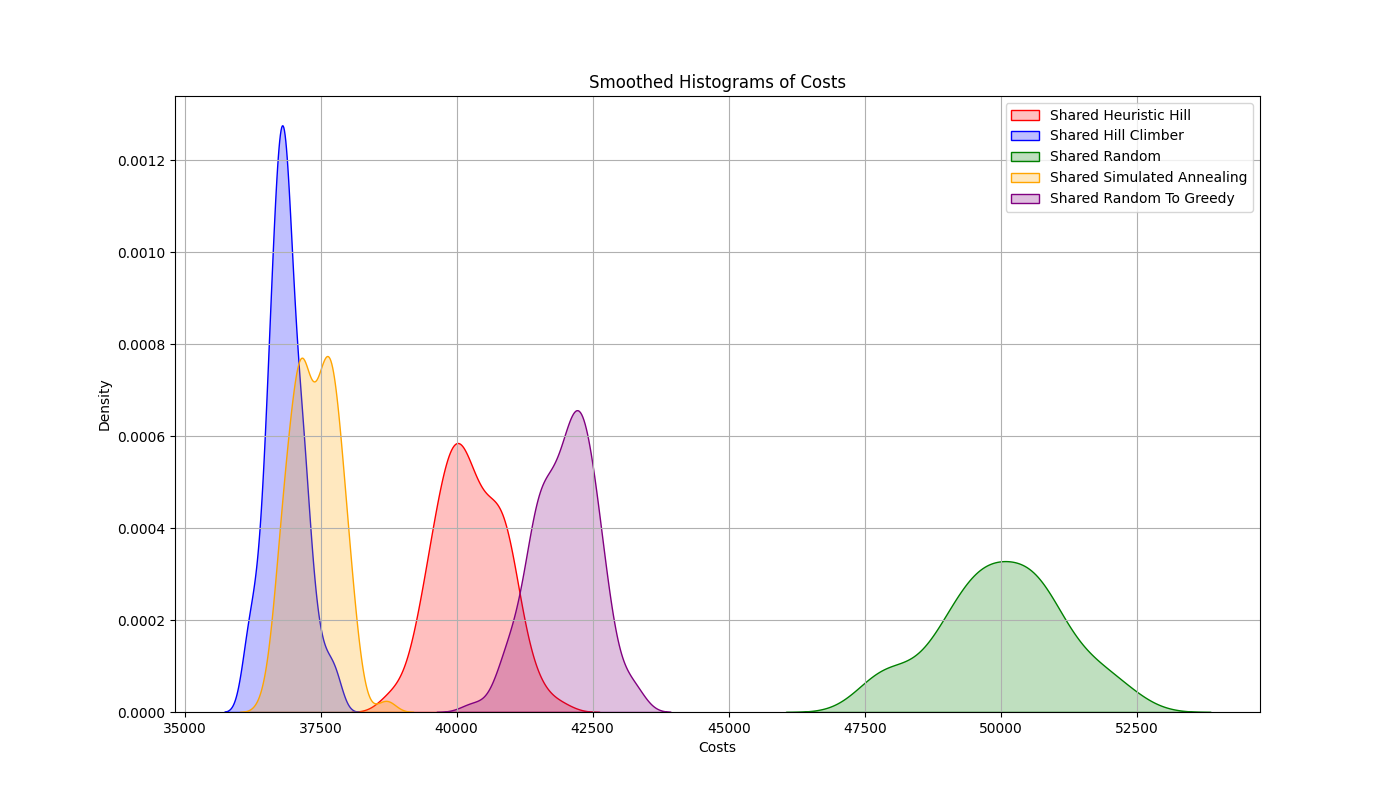 Smoothed Histograms of Costs
Shared Heuristic Hill
Shared Hill Climber
Shared Random
Shared Simulated Annealing
Shared Random To Greedy
Density
0.0012
0.0010
0.0008
0.0006
0.0004
0.0002
0.0000
35000 37500 40000 42500 45000 47500 50000 52500
Costs